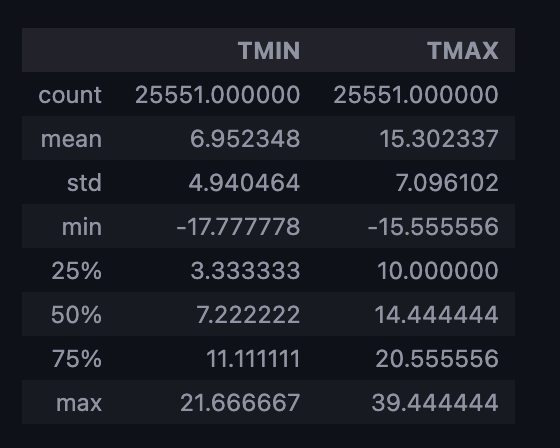 TMIN TMAX
count 25551.000000 25551.000000
mean 6.952348 15.302337
std 4.940464 7.096102
min -17.777778 -15.555556
25% 3.333333 10.000000
50% 7.222222 14.444444
75% 11.111111 20.555556
max 21.666667 39.444444